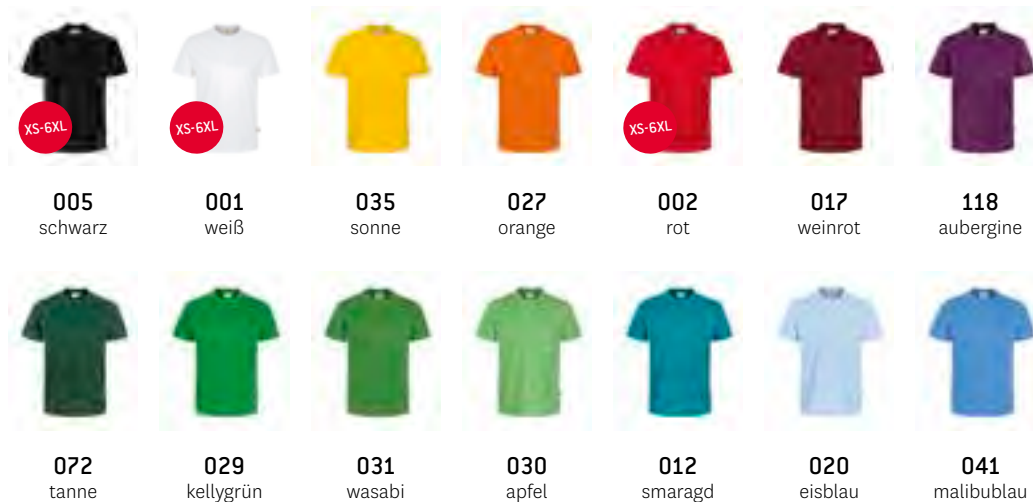 XS-6XL XS-6XL XS-6XL
005 001 035 027 002 017 118
schwarz weiß sonne orange rot weinrot aubergine
072 029 031 030 012 020 041
tanne kellygrün wasabi apfel smaragd eisblau malibublau